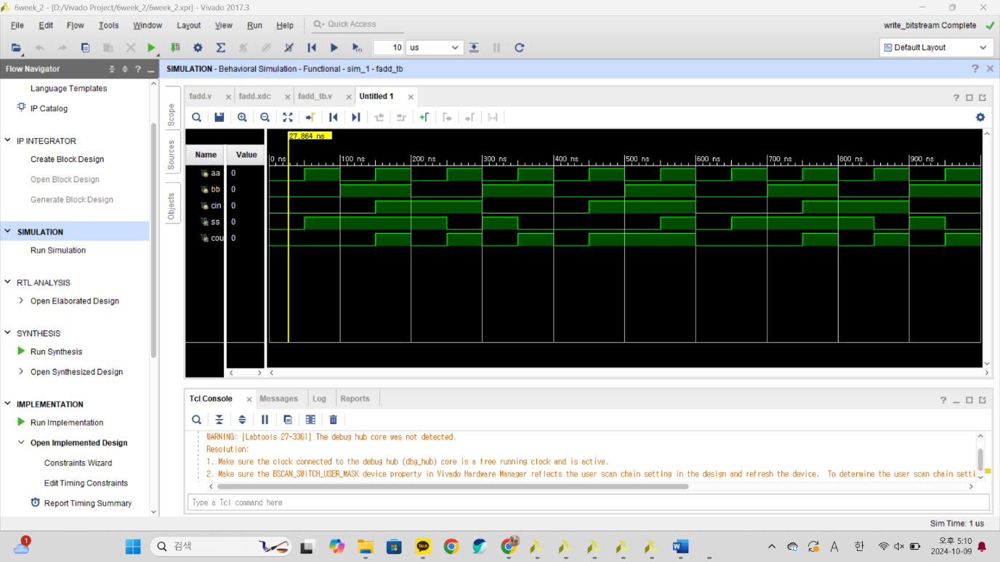 6week_2 - [D:/Vivado Project/6week_2/6week_2.xpr] - Vivado 2017.3
File Edit Flow Tools Window Layout View Run Help Quick Access
write_bitstream Complete
10 us
Default Layout
Flow Navigator
SIMULATION - Behavioral Simulation - Functional - sim_1 - fadd_tb
Language Templates
IP Catalog
IP INTEGRATOR
Create Block Design
Open Block Design
Generate Block Design
SIMULATION
Run Simulation
RTL ANALYSIS
Open Elaborated Design
SYNTHESIS
Run Synthesis
Open Synthesized Design
IMPLEMENTATION
Run Implementation
Open Implemented Design
Constraints Wizard
Edit Timing Constraints
Report Timing Summary
Scope
Sources
Objects
fadd.v fadd.xdc fadd_tb.v Untitled 1
27.864 ns
Name Value
0 ns 100 ns 200 ns 300 ns 400 ns 500 ns 600 ns 700 ns 800 ns 900 ns
aa 0
bb 0
cin 0
ss 0
cou 0
Tcl Console Messages Log Reports
WARNING: [Labtools 27-3361] The debug hub core was not detected.
Resolution:
1. Make sure the clock connected to the debug hub (dbg_hub) core is a free running clock and is active.
2. Make sure the BSCAN_SWITCH_USER_MASK device property in Vivado Hardware Manager reflects the user scan chain setting in the design and refresh the device.  To determine the user scan chain setti
Type a Tcl command here
Sim Time: 1 us
1
검색
TALK
W
A 한
오후 5:10
2024-10-09